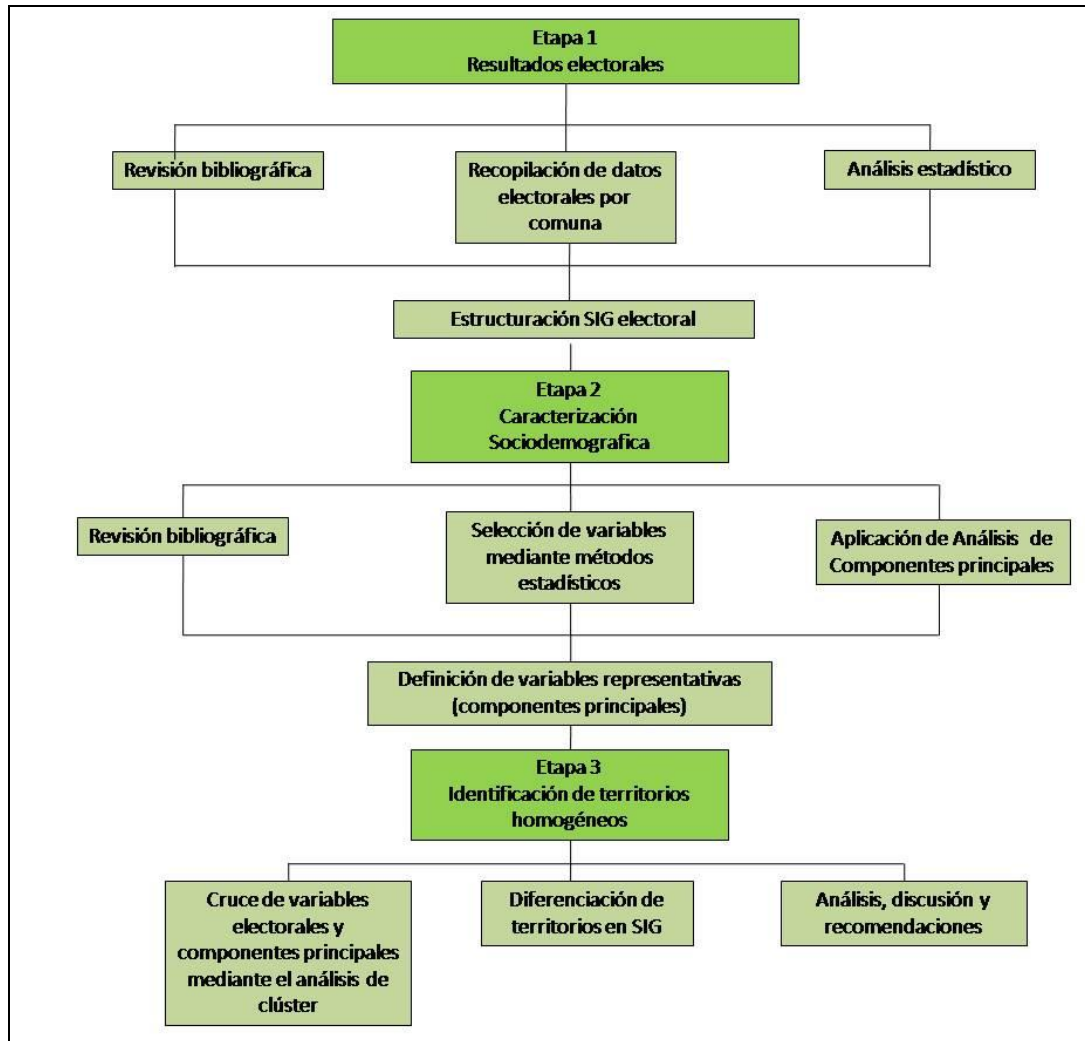 Etapa 1
Resultados electorales
Revisión bibliográfica
Recopilación de datos
electorales por
comuna
Análisis estadístico
Estructuración SIG electoral
Etapa 2
Caracterización
Sociodemografica
Revisión bibliográfica
Selección de variables
mediante métodos
estadísticos
Aplicación de Análisis de
Componentes principales
Definición de variables representativas
(componentes principales)
Etapa 3
Identificación de territorios
homogéneos
Cruce de variables
electorales y
componentes principales
mediante el análisis de
clúster
Diferenciación de
territorios en SIG
Análisis, discusión y
recomendaciones